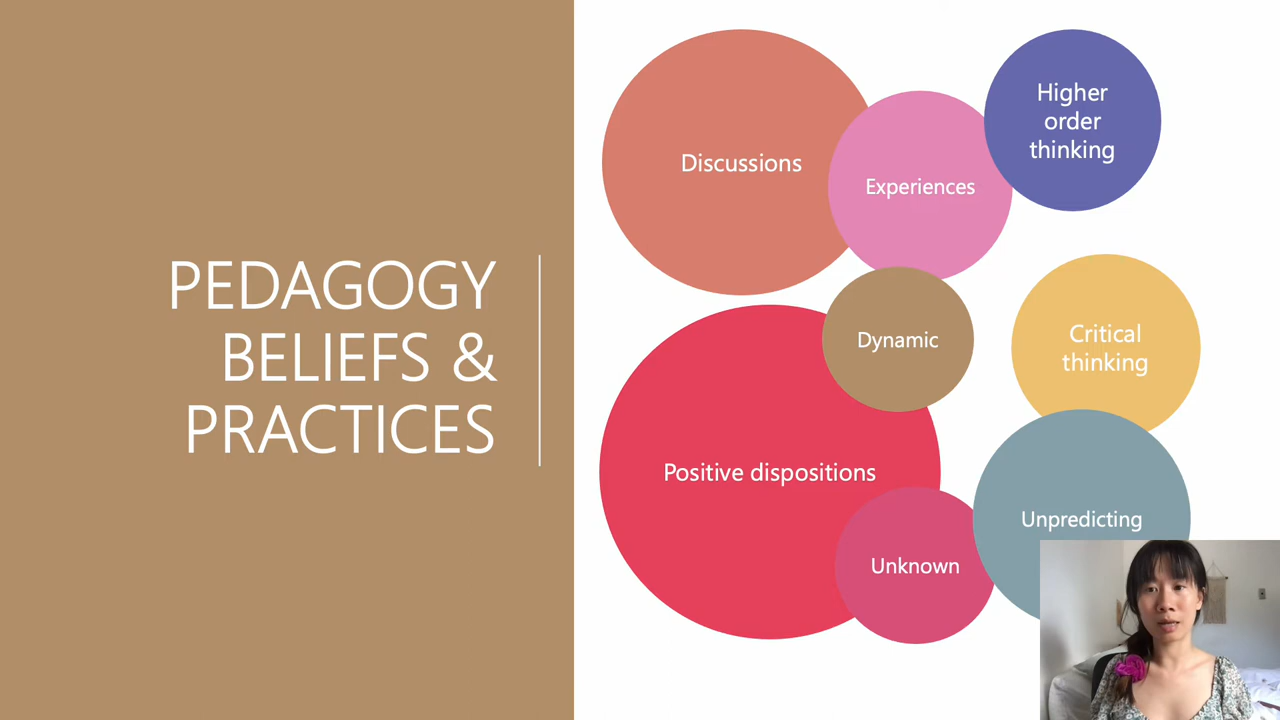 PEDAGOGY
BELIEFS &
PRACTICES
Discussions
Experiences
Higher
order
thinking
Dynamic
Critical
thinking
Positive dispositions
Unpredicting
Unknown